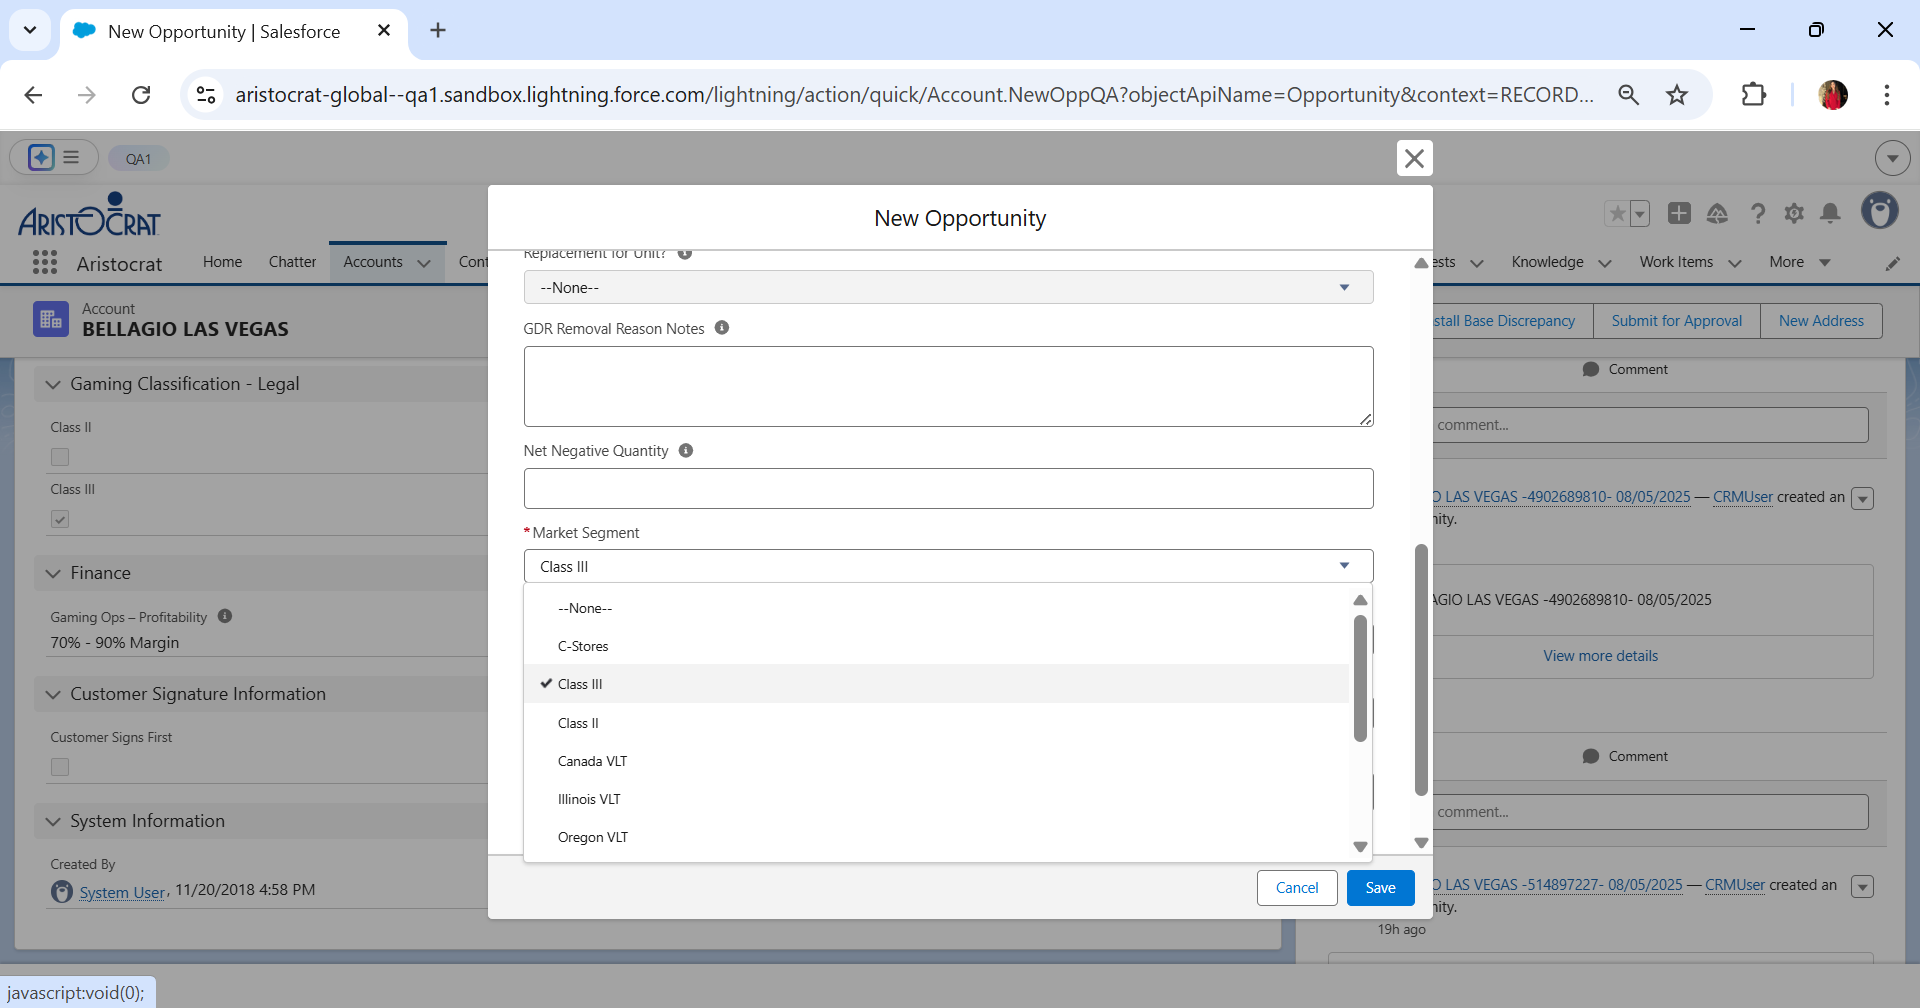 New Opportunity | Salesforce
aristocrat-global--qa1.sandbox.lightning.force.com/lightning/action/quick/Account.NewOppQA?objectApiName=Opportunity&context=RECORD...
QA1
ARISTOCRAT
Aristocrat
Home
Chatter
Accounts
Cont
ests
Knowledge
Work Items
More
Account
BELLAGIO LAS VEGAS
stall Base Discrepancy
Submit for Approval
New Address
Gaming Classification - Legal
Class II
Class III
Finance
Gaming Ops – Profitability
70% - 90% Margin
Customer Signature Information
Customer Signs First
System Information
Created By
System User, 11/20/2018 4:58 PM
New Opportunity
Replacement for Unit?
--None--
GDR Removal Reason Notes
Net Negative Quantity
*Market Segment
Class III
--None--
C-Stores
Class III
Class II
Canada VLT
Illinois VLT
Oregon VLT
Cancel
Save
Comment
comment...
O LAS VEGAS -4902689810- 08/05/2025 — CRMUser created an
nity.
AGIO LAS VEGAS -4902689810- 08/05/2025
View more details
Comment
comment...
O LAS VEGAS -514897227- 08/05/2025 — CRMUser created an
nity.
19h ago
javascript:void(0);